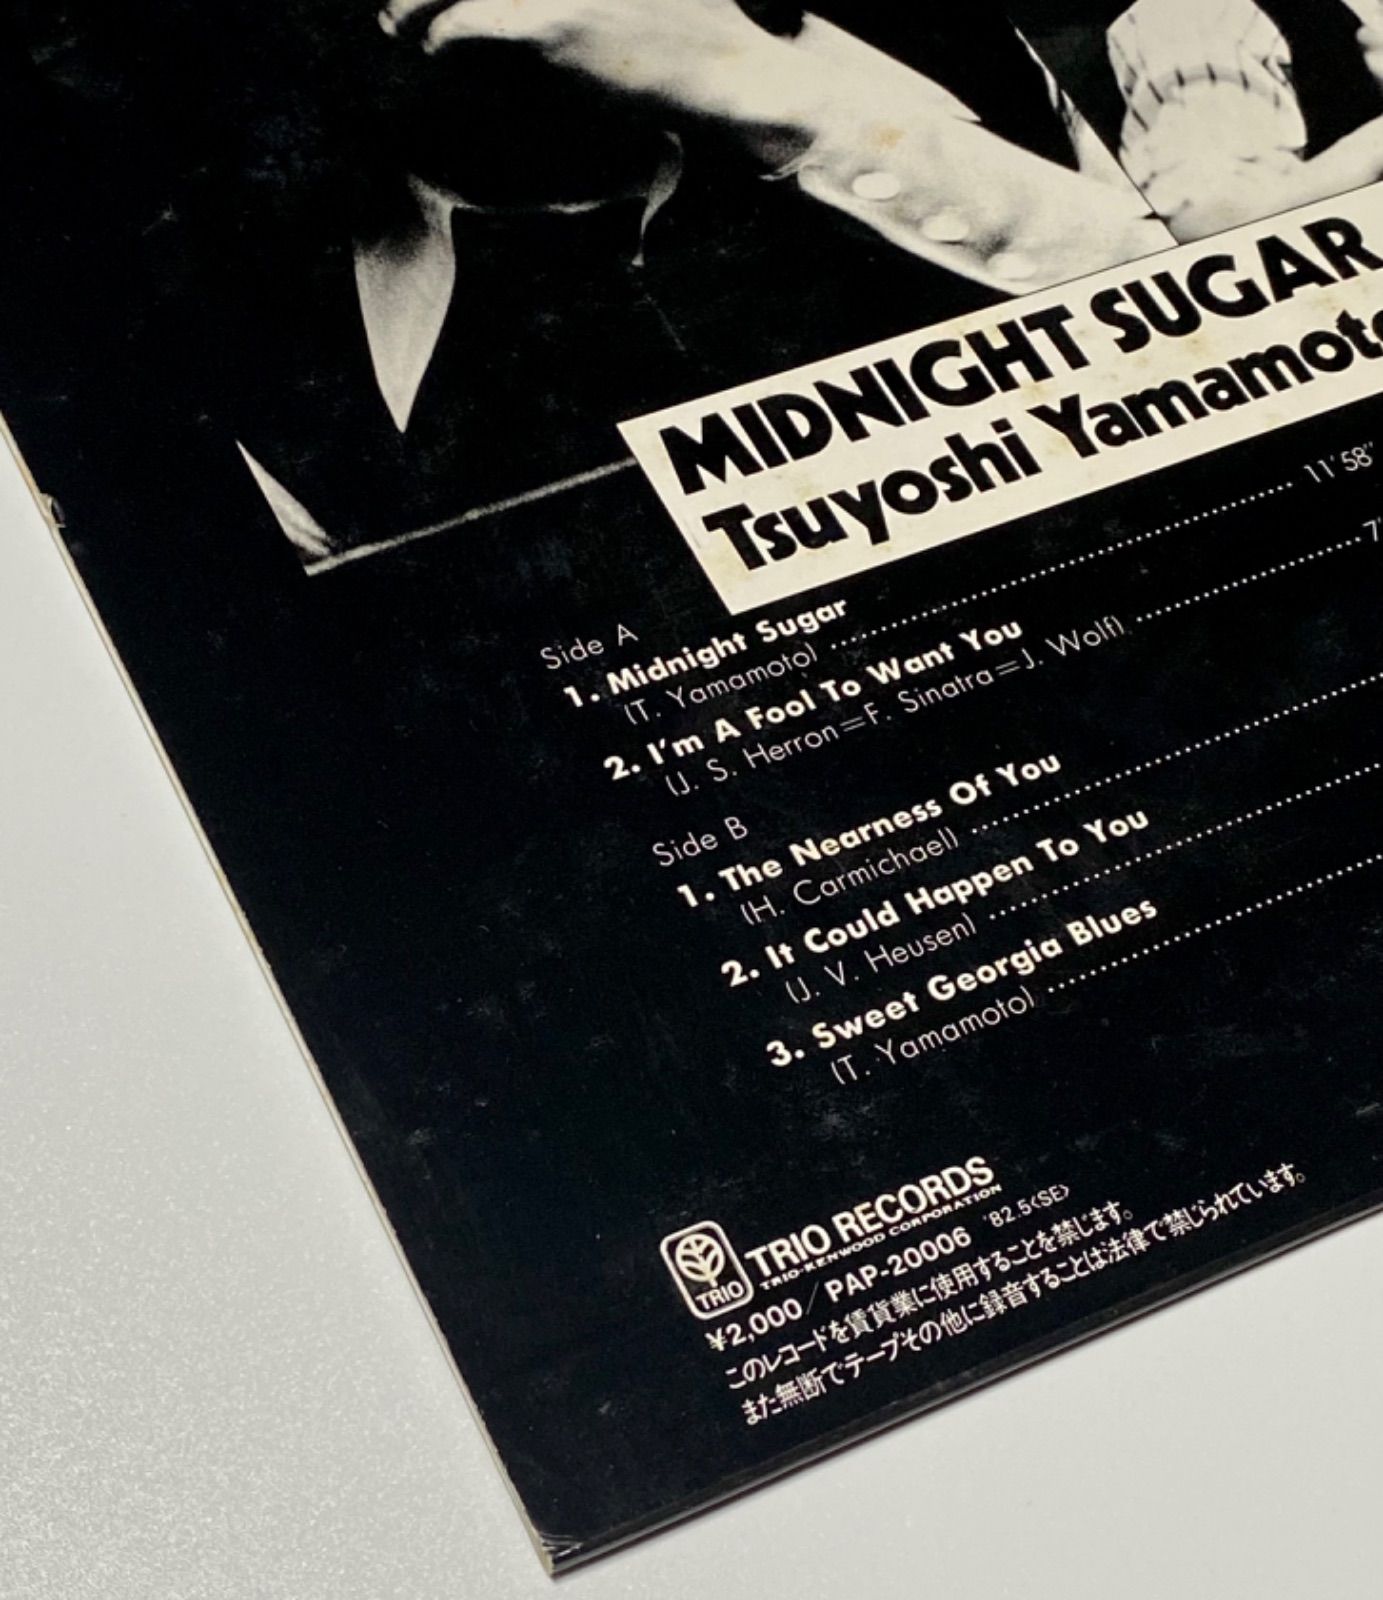 MIDNIGHT SUGAR
Tsuyoshi Yamamoto
Side A
1. Midnight Sugar
(T. Yamamoto) 11'58"
2. I'm A Fool To Want You
(J. S. Herron=F. Sinatra=J. Wolf) 7'
Side B
1. The Nearness Of You
(H. Carmichael)
2. It Could Happen To You
(J. V. Heusen)
3. Sweet Georgia Blues
(T. Yamamoto)
TRIO
TRIO RECORDS
TRIO-KENWOOD CORPORATION
¥2,000/PAP-20006 '82.5<SE>
このレコードを賃貸業に使用することを禁じます。
また無断でテープその他に録音することは法律で禁じられています。